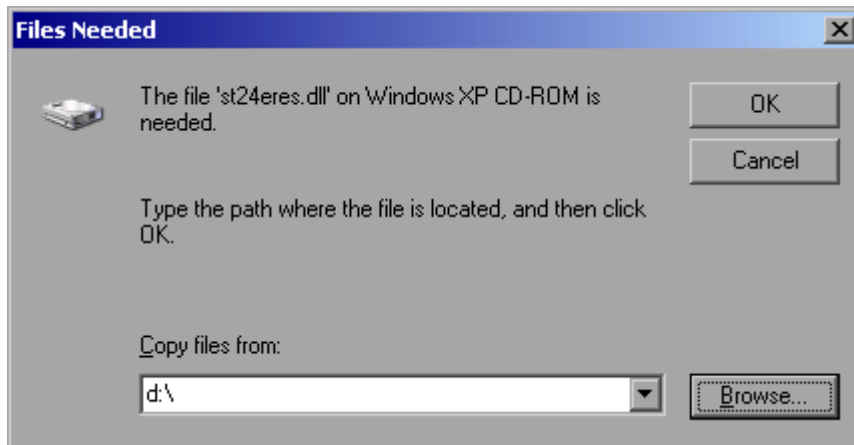 Files Needed
The file 'st24eres.dll' on Windows XP CD-ROM is
needed.
OK
Cancel
Type the path where the file is located, and then click
OK.
Copy files from:
d:\
Browse...